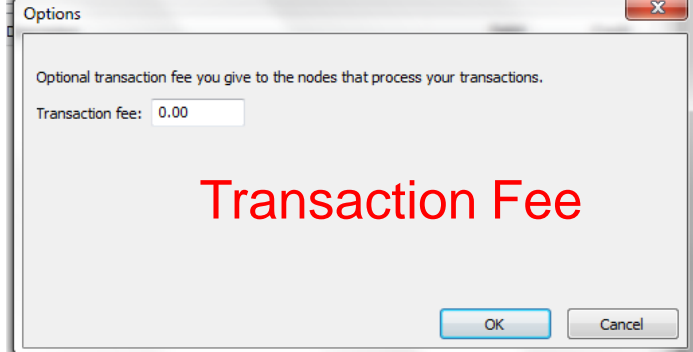 Options
X
Optional transaction fee you give to the nodes that process your transactions.
Transaction fee: 0.00
Transaction Fee
OK Cancel